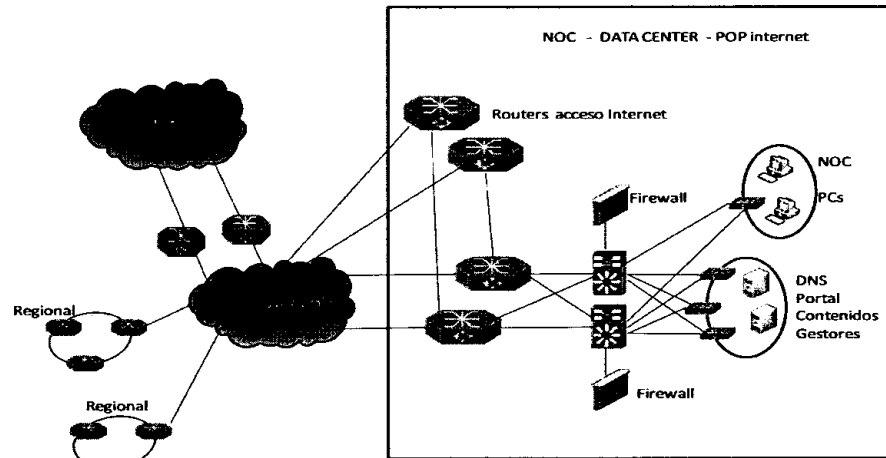 NOC - DATA CENTER - POP internet
Routers acceso Internet
NOC
PCs
Firewall
DNS
Portal
Contenidos
Gestores
Firewall
Regional
Regional